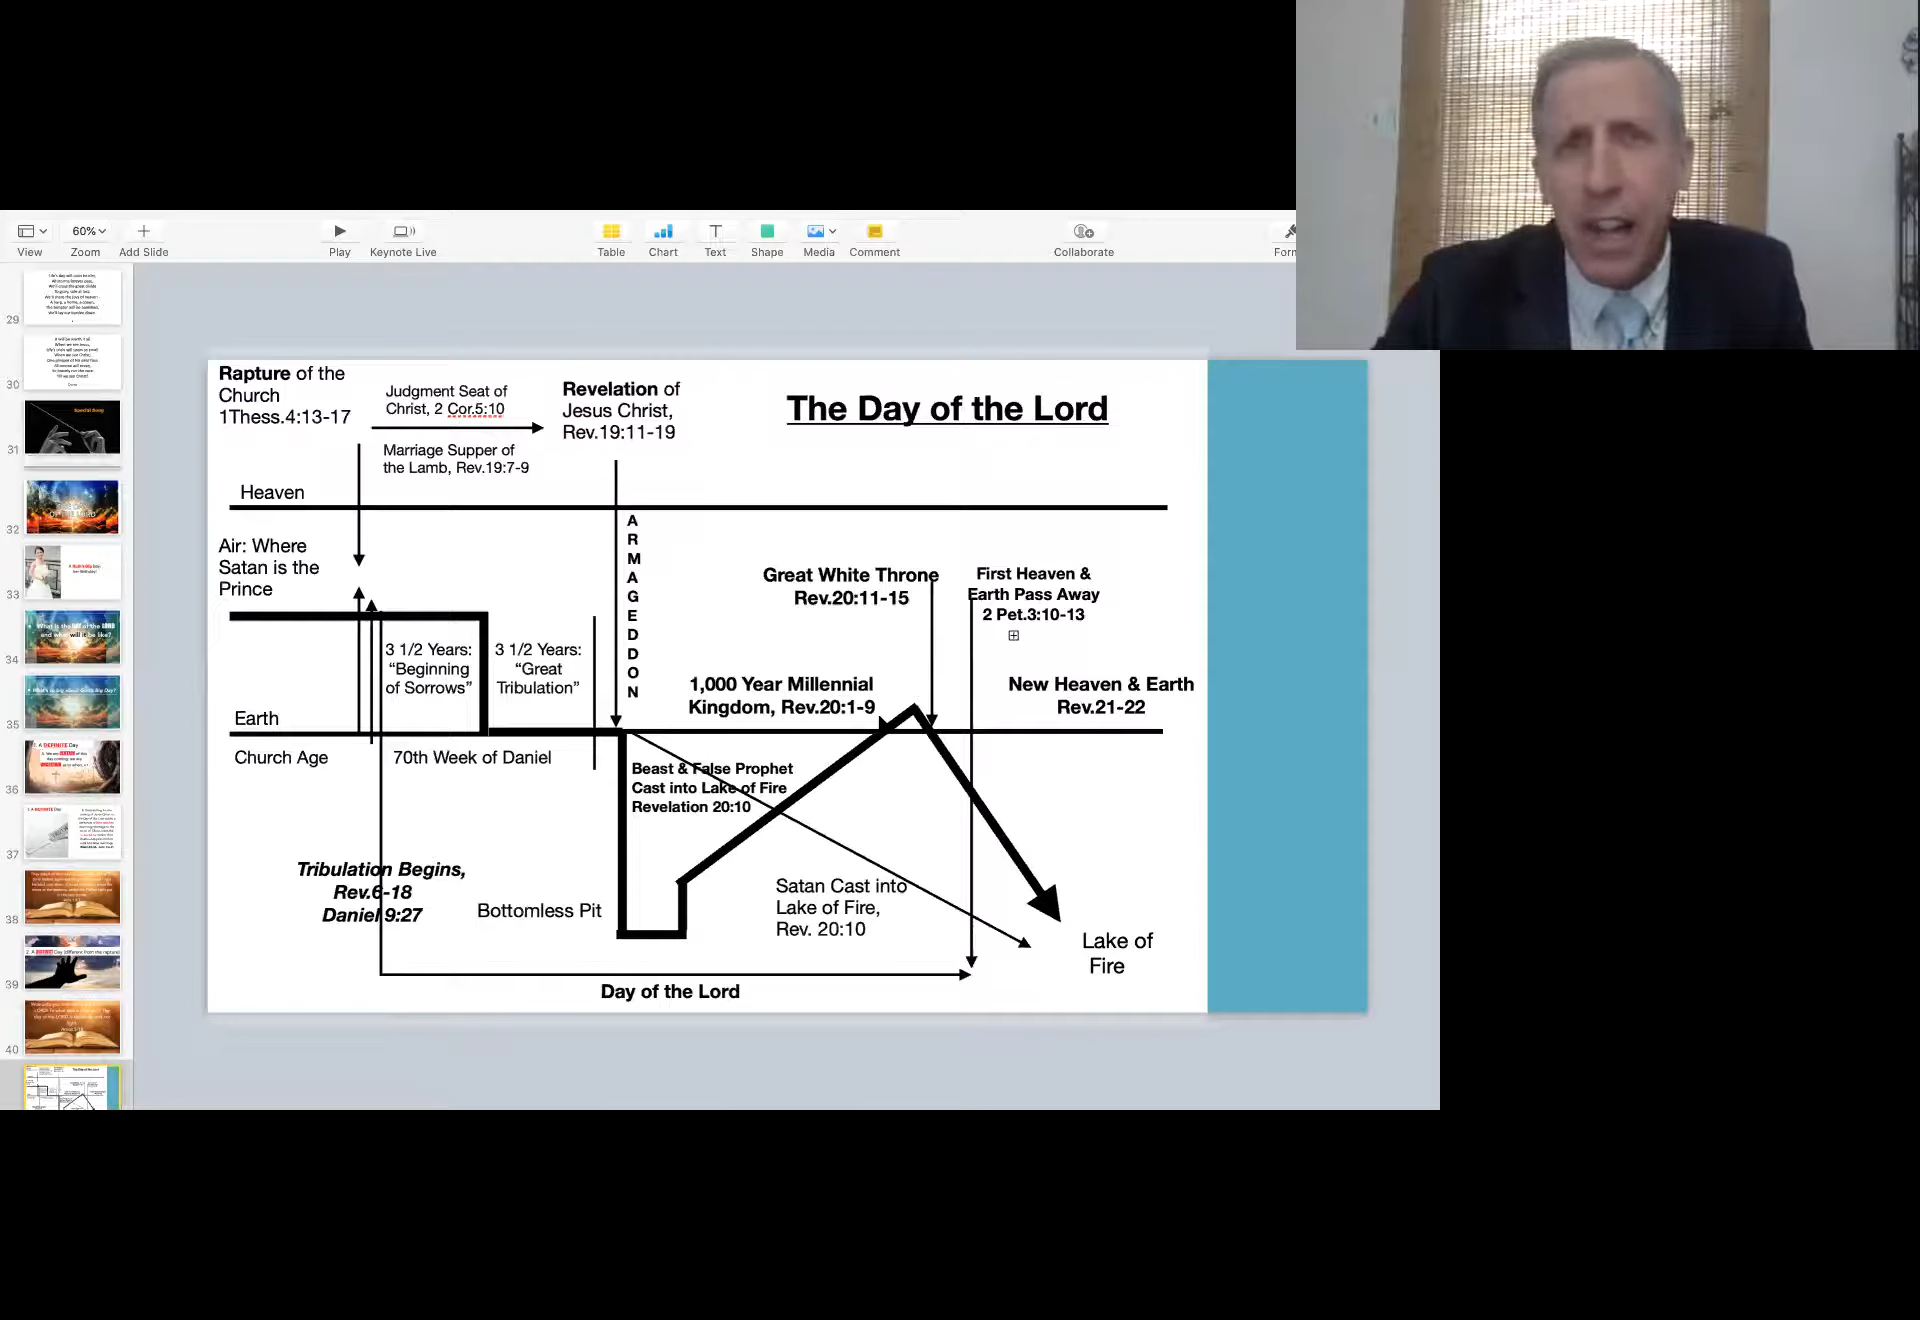 60%
View
Zoom
Add Slide
Play
Keynote Live
Table
Chart
Text
Shape
Media
Comment
Collaborate
29
30
31
Special Song
32
33
34
35
36
1. A DEFINITE Day
37
38
39
40
Rapture of the
Church
1Thess.4:13-17
Judgment Seat of
Christ, 2 Cor.5:10
Marriage Supper of
the Lamb, Rev.19:7-9
Revelation of
Jesus Christ,
Rev.19:11-19
The Day of the Lord
Heaven
Air: Where
Satan is the
Prince
ARMAGEDDON
3 1/2 Years:
“Beginning
of Sorrows”
3 1/2 Years:
“Great
Tribulation”
Great White Throne
Rev.20:11-15
First Heaven &
Earth Pass Away
2 Pet.3:10-13
1,000 Year Millennial
Kingdom, Rev.20:1-9
New Heaven & Earth
Rev.21-22
Earth
Church Age
70th Week of Daniel
Beast & False Prophet
Cast into Lake of Fire
Revelation 20:10
Tribulation Begins,
Rev.6-18
Daniel 9:27
Bottomless Pit
Satan Cast into
Lake of Fire,
Rev. 20:10
Lake of
Fire
Day of the Lord